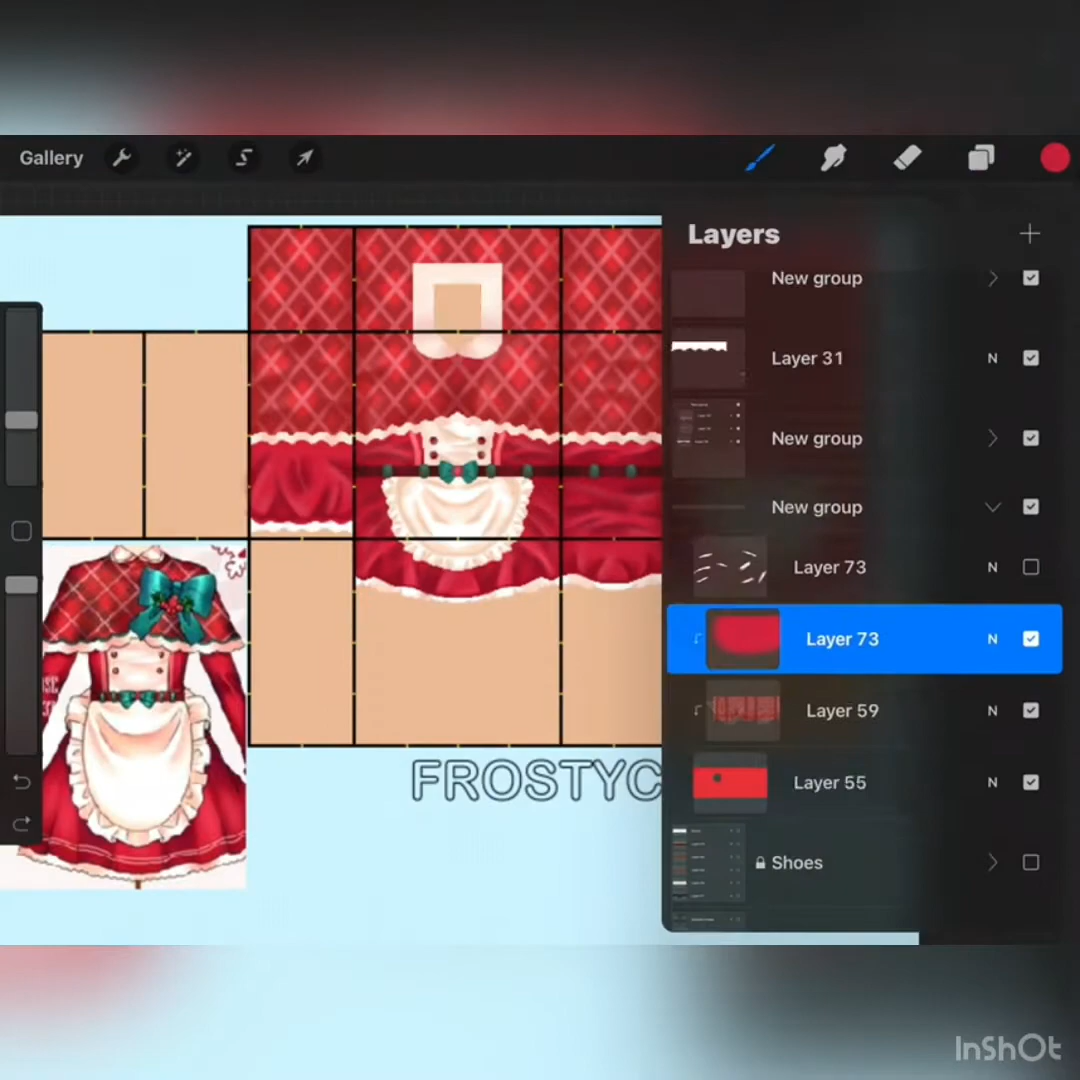 Gallery
Layers
New group
Layer 31 N
New group
New group
Layer 73 N
Layer 73 N
Layer 59 N
Layer 55 N
Shoes
FROSTYC
InShOt